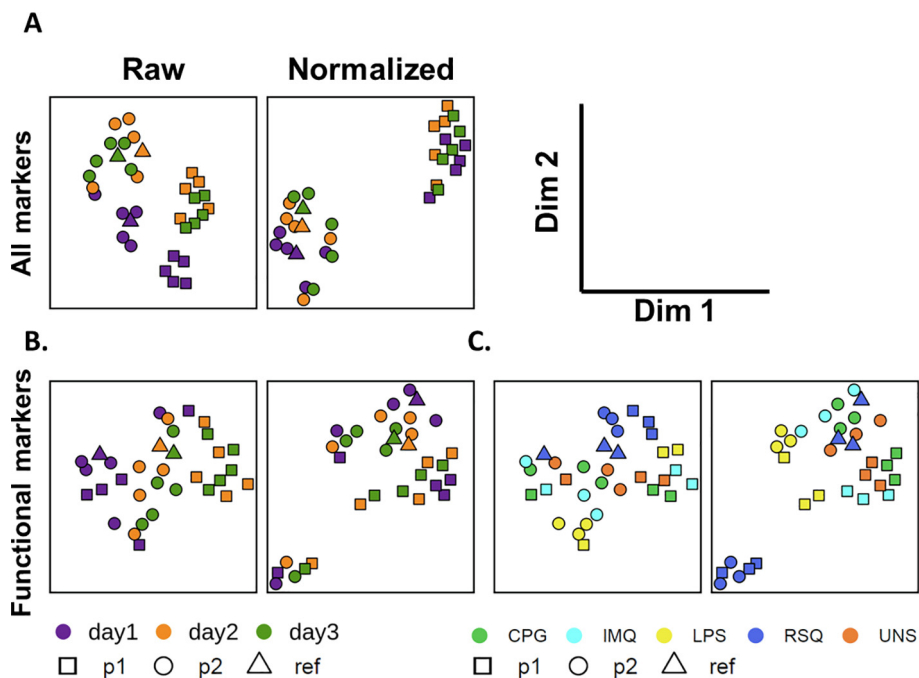 A
Raw Normalized
All markers
Dim 2
Dim 1
B. C.
Functional markers
day1 day2 day3
p1 p2 ref
CPG IMQ LPS RSQ UNS
p1 p2 ref